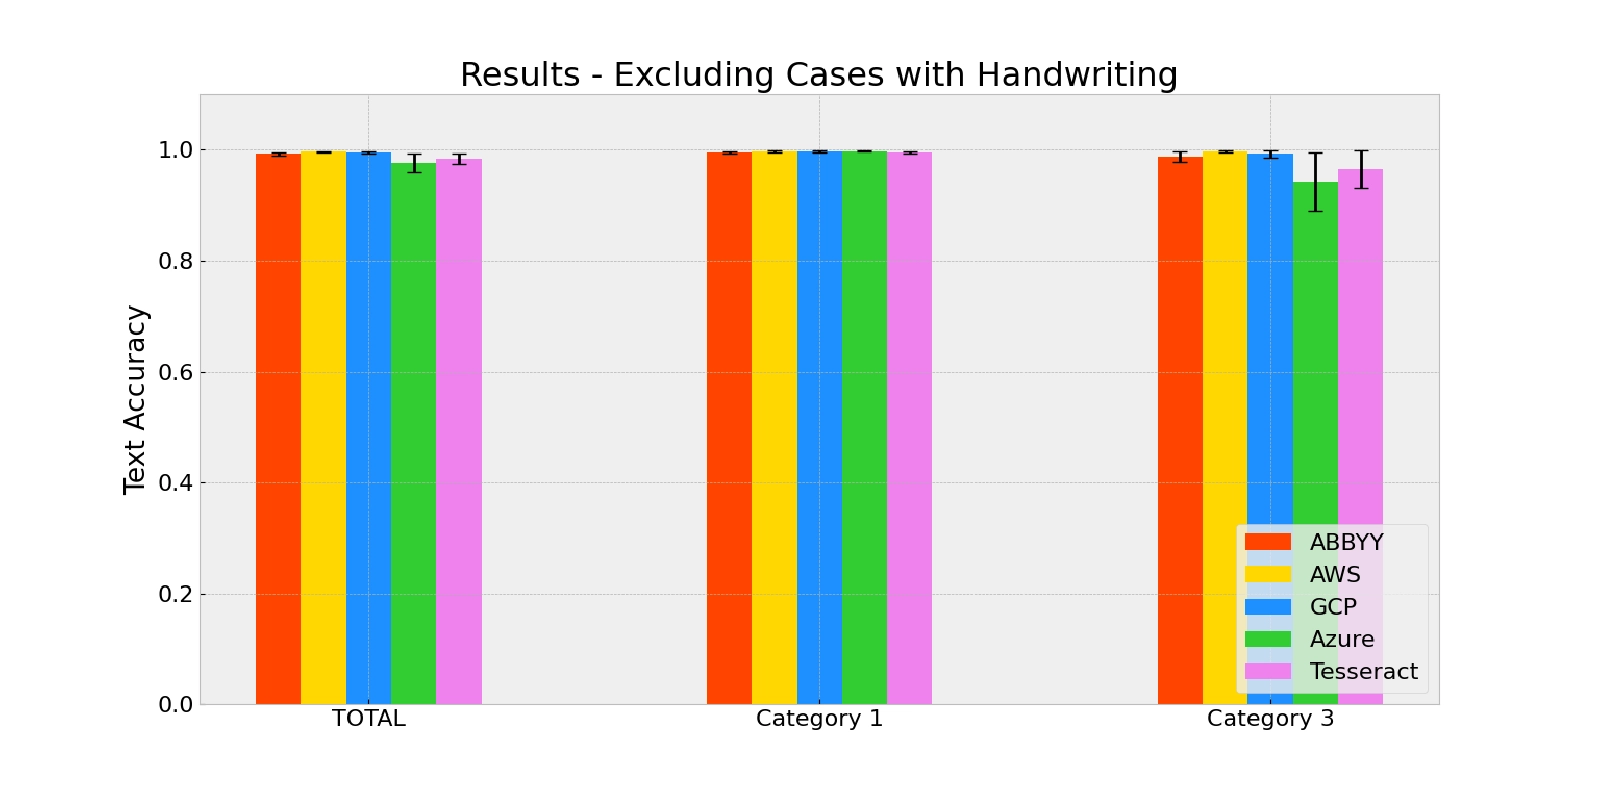 Results - Excluding Cases with Handwriting
Text Accuracy
1.0
0.8
0.6
0.4
0.2
0.0
TOTAL
Category 1
Category 3
ABBYY
AWS
GCP
Azure
Tesseract